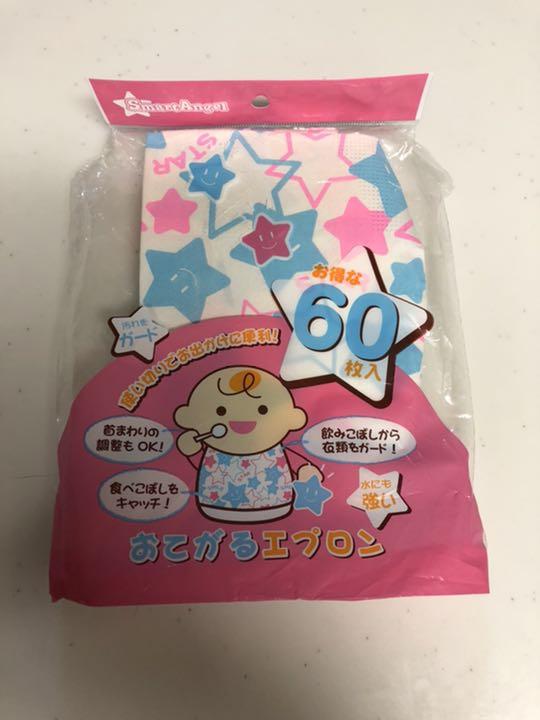 SmartAngel
STAR
お得な
60
枚入
汚れを
ガード
使い切りでお出かけに便利!
首まわりの
調整もOK!
飲みこぼしから
衣類もガード!
食べこぼしも
キャッチ!
水にも
強い
おてがるエプロン